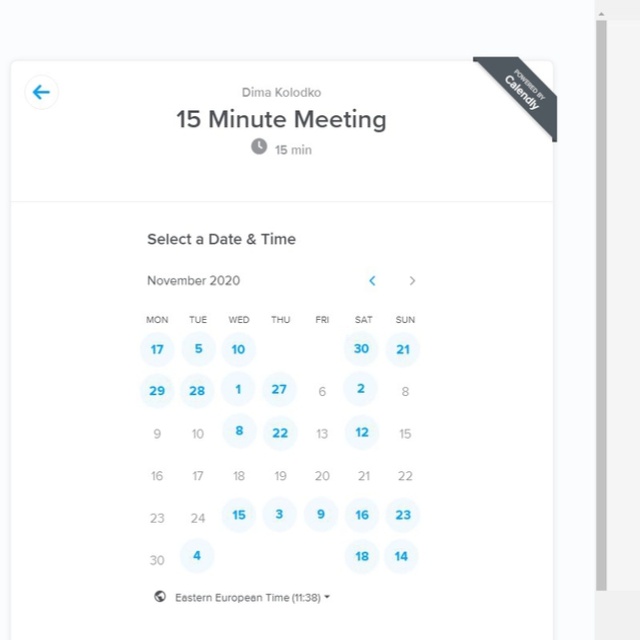 POWERED BY
Calendly
Dima Kolodko
15 Minute Meeting
15 min
Select a Date & Time
November 2020
MON TUE WED THU FRI SAT SUN
17 5 10 30 21
29 28 1 27 6 2 8
9 10 8 22 13 12 15
16 17 18 19 20 21 22
23 24 15 3 9 16 23
30 4 18 14
Eastern European Time (11:38)